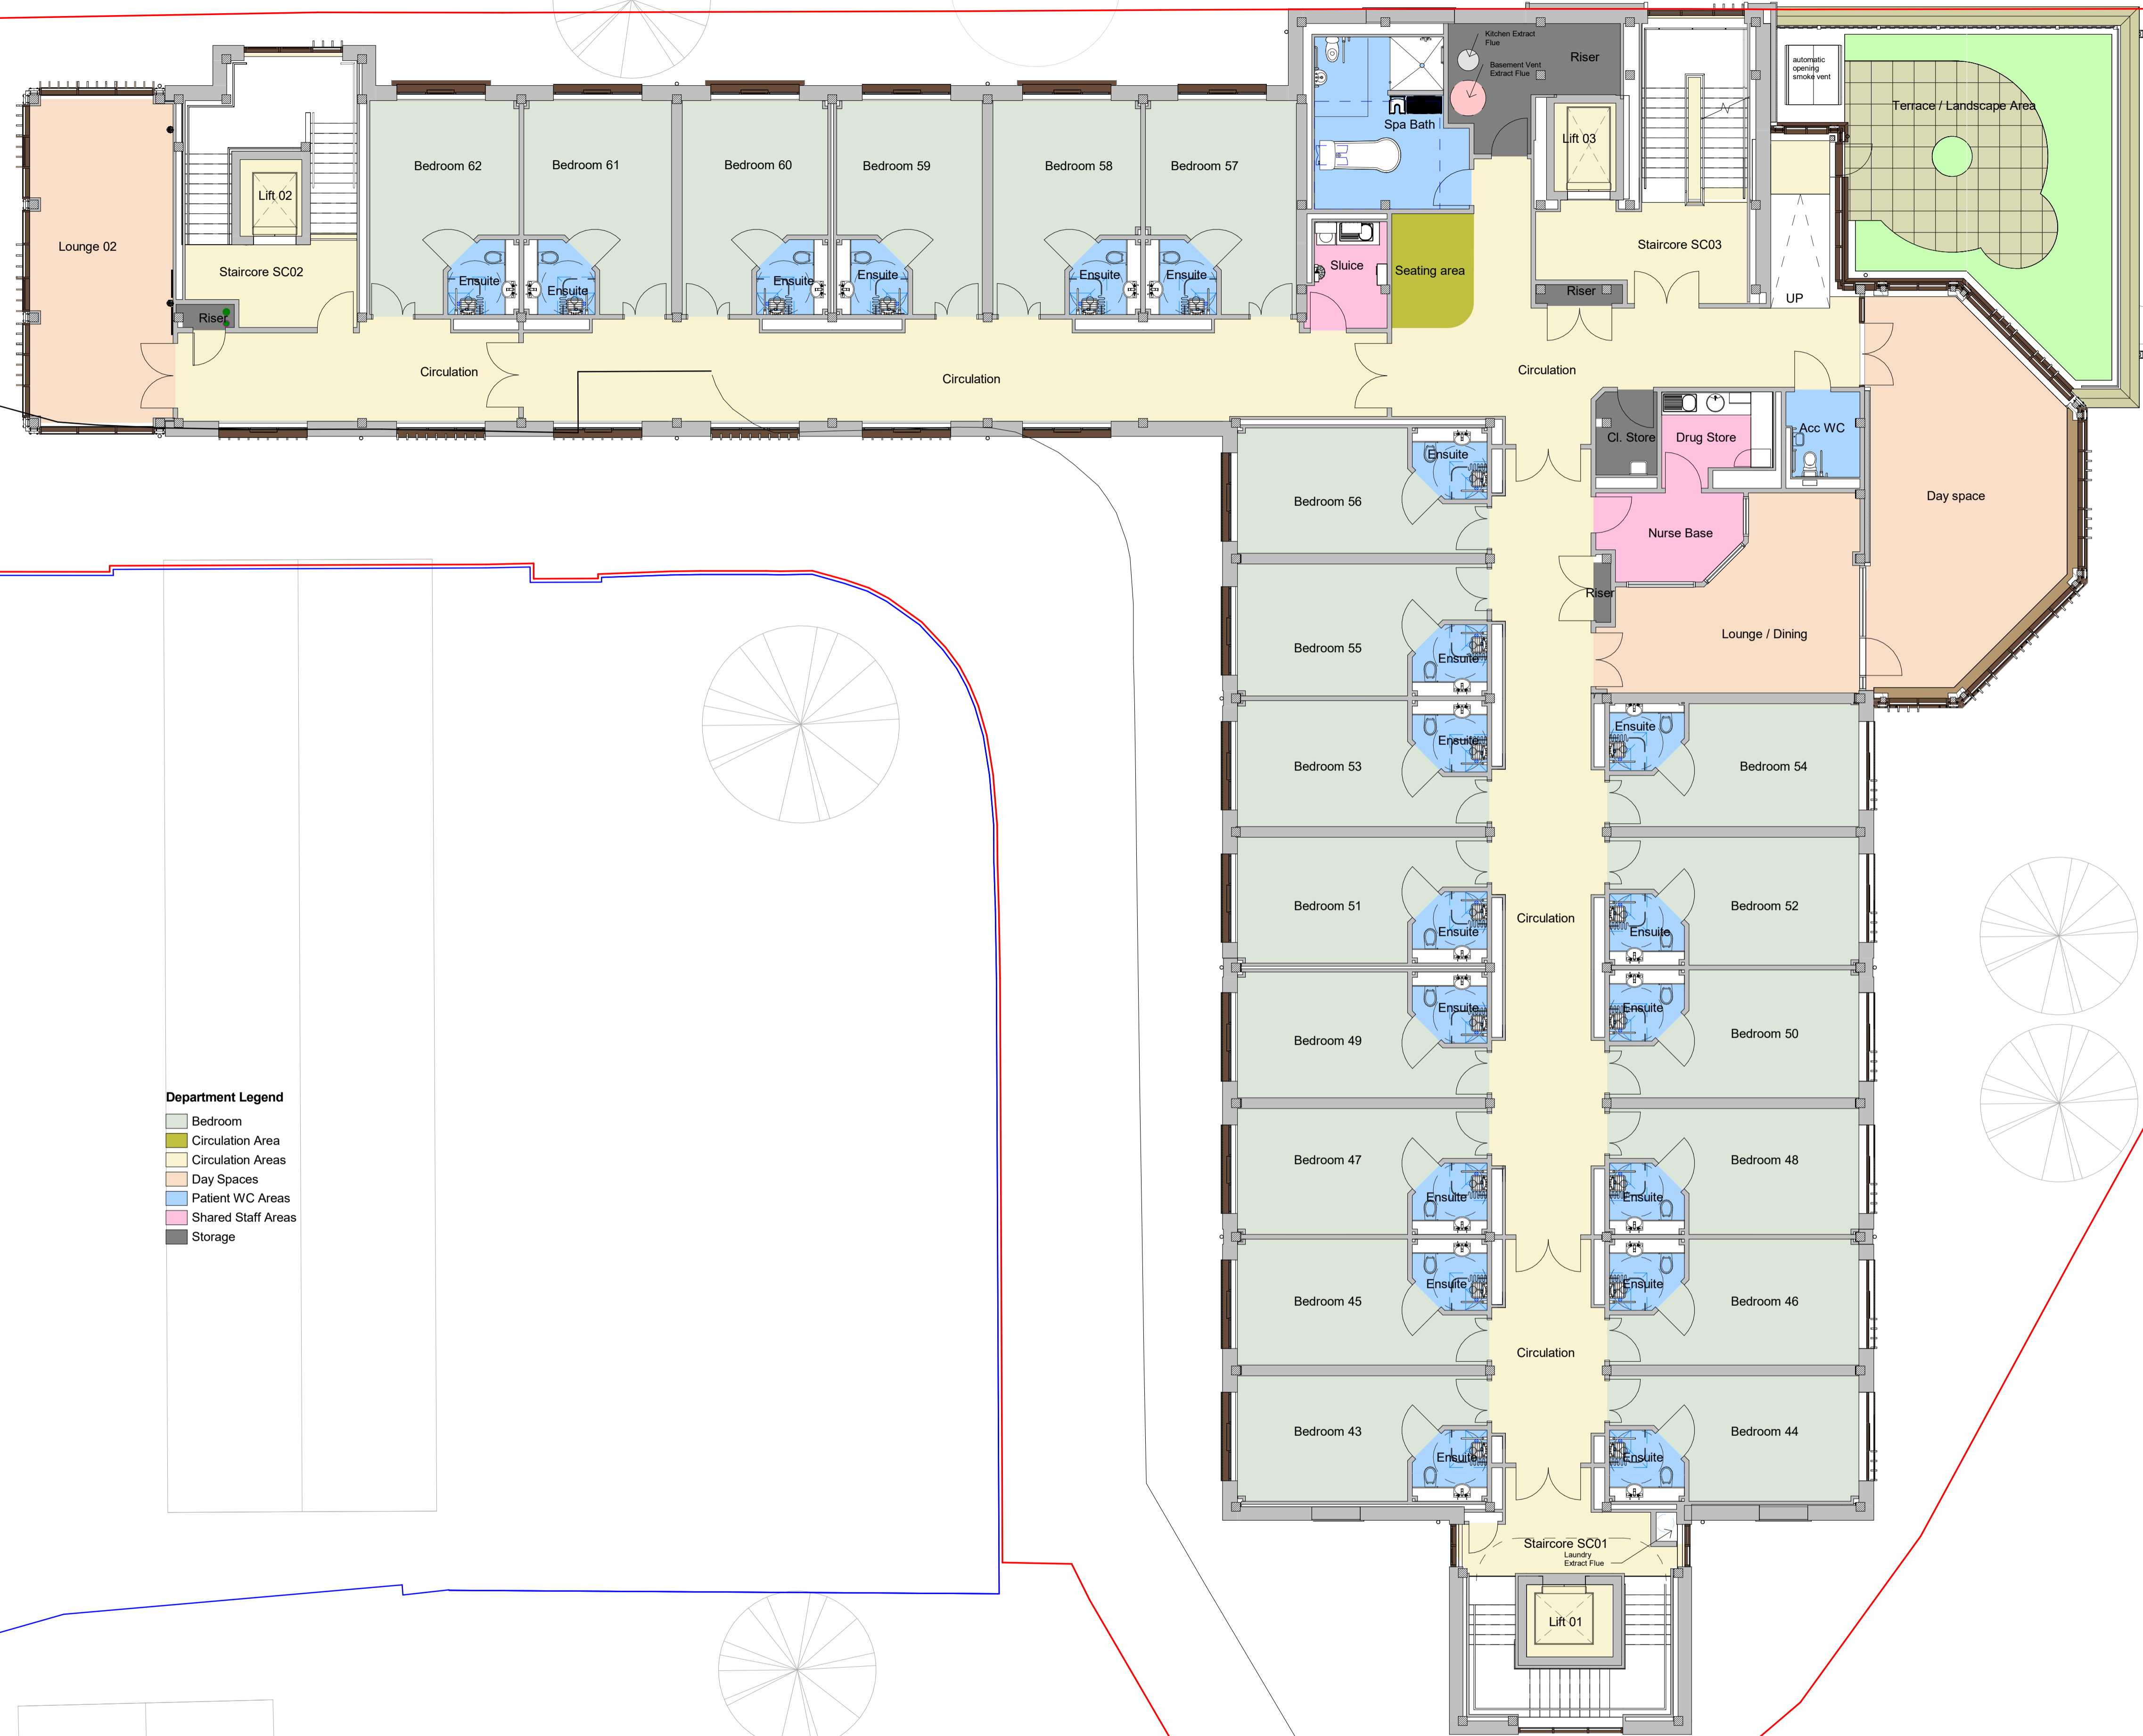 Kitchen Extract
Flue
Riser
Basement Vent
Extract Flue
automatic
opening
smoke vent
Terrace / Landscape Area
Spa Bath
Lift 03
Bedroom 62
Bedroom 61
Bedroom 60
Bedroom 59
Bedroom 58
Bedroom 57
Lift 02
Lounge 02
Staircore SC02
Staircore SC03
Sluice
Seating area
Ensuite
Ensuite
Ensuite
Ensuite
Ensuite
Ensuite
Riser
UP
Riser
Circulation
Circulation
Circulation
Cl. Store
Drug Store
Acc WC
Ensuite
Bedroom 56
Day space
Nurse Base
Riser
Lounge / Dining
Bedroom 55
Ensuite
Ensuite
Ensuite
Bedroom 53
Bedroom 54
Bedroom 51
Bedroom 52
Circulation
Ensuite
Ensuite
Ensuite
Ensuite
Bedroom 49
Bedroom 50
Department Legend
Bedroom
Circulation Area
Circulation Areas
Day Spaces
Patient WC Areas
Shared Staff Areas
Storage
Bedroom 47
Bedroom 48
Ensuite
Ensuite
Ensuite
Ensuite
Bedroom 45
Bedroom 46
Circulation
Bedroom 43
Bedroom 44
Ensuite
Ensuite
Staircore SC01
Laundry
Extract Flue
Lift 01